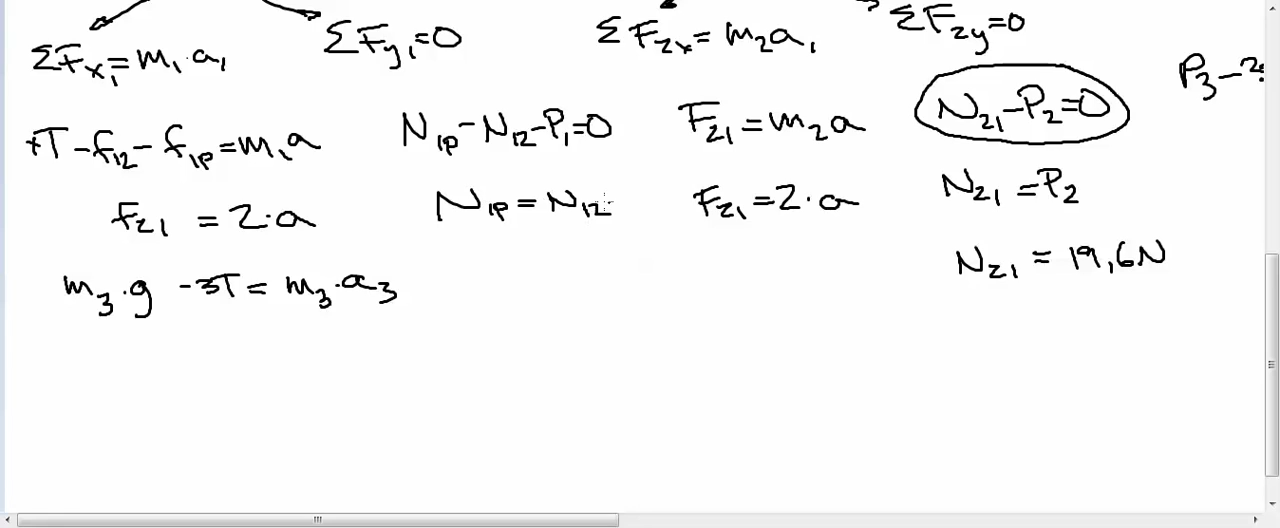 ΣFx₁=m₁·a₁
ΣFy₁=0
ΣF₂x=m₂a₁
ΣF₂y=0
+T-f₁₂-f₁p=m₁a
N₁p-N₁₂-P₁=0
F₂₁=m₂a
N₂₁-P₂=0
P₃-
f₂₁=2·a
N₁p=N₁₂
F₂₁=2·a
N₂₁=P₂
m₃·g-3T=m₃·a₃
N₂₁=19,6N